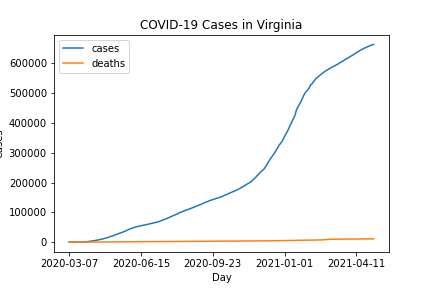 COVID-19 Cases in Virginia
cases
deaths
600000
500000
400000
300000
200000
100000
0
cases
2020-03-07
2020-06-15
2020-09-23
2021-01-01
2021-04-11
Day